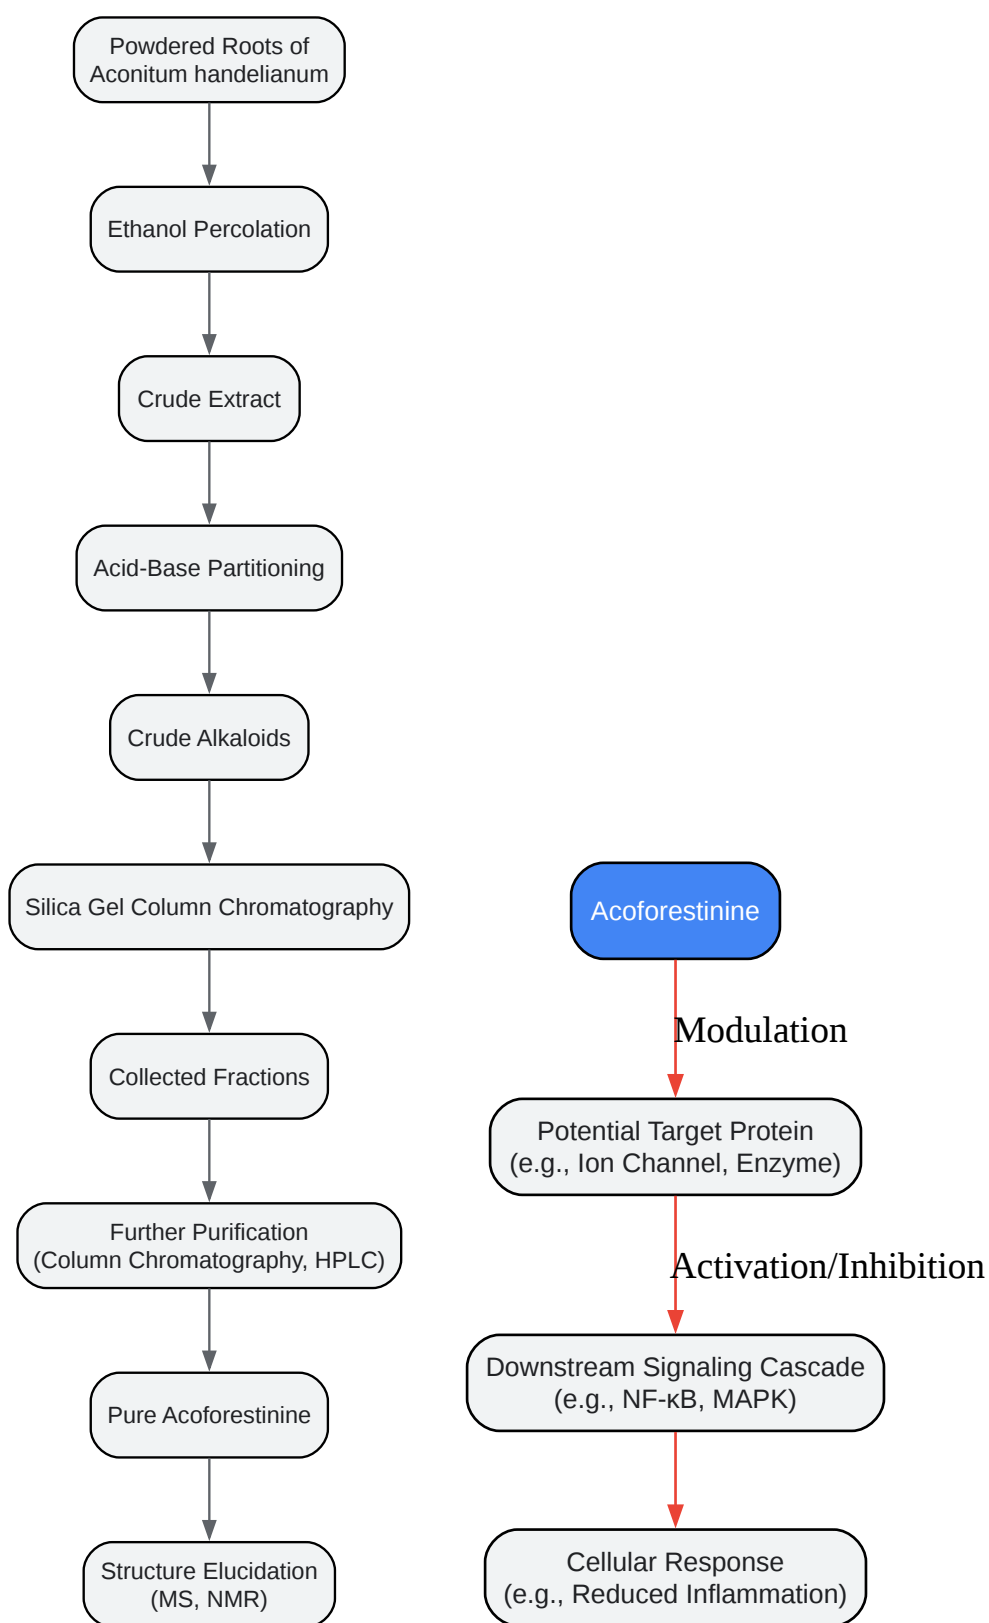 Powdered Roots of
Aconitum handelianum
Ethanol Percolation
Crude Extract
Acid-Base Partitioning
Crude Alkaloids
Silica Gel Column Chromatography
Collected Fractions
Further Purification
(Column Chromatography, HPLC)
Pure Acoforestinine
Structure Elucidation
(MS, NMR)
Acoforestinine
Modulation
Potential Target Protein
(e.g., Ion Channel, Enzyme)
Activation/Inhibition
Downstream Signaling Cascade
(e.g., NF-κB, MAPK)
Cellular Response
(e.g., Reduced Inflammation)